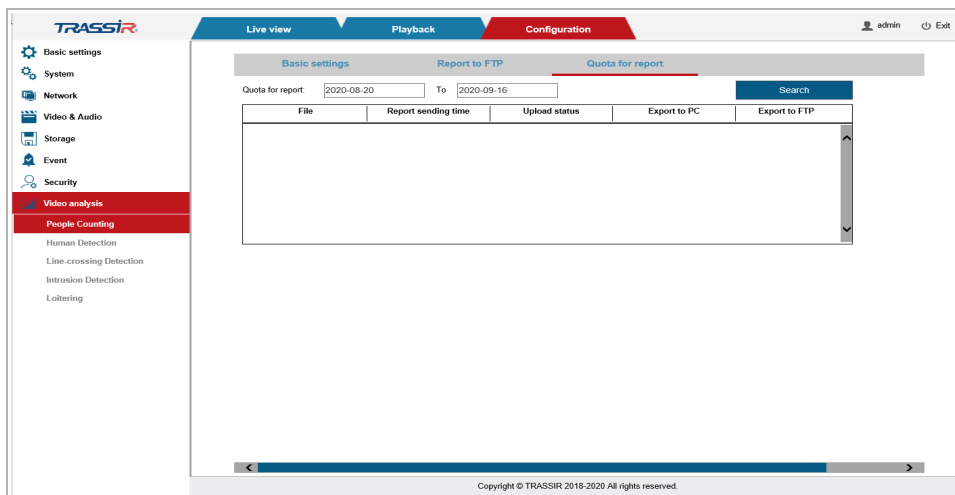 TRASSIR
Live view
Playback
Configuration
admin
Exit
Basic settings
System
Network
Video & Audio
Storage
Event
Security
Video analysis
People Counting
Human Detection
Line-crossing Detection
Intrusion Detection
Loitering
Basic settings
Report to FTP
Quota for report
Quota for report: 2020-08-20 To 2020-09-16 Search
File Report sending time Upload status Export to PC Export to FTP
Copyright © TRASSIR 2018-2020 All rights reserved.